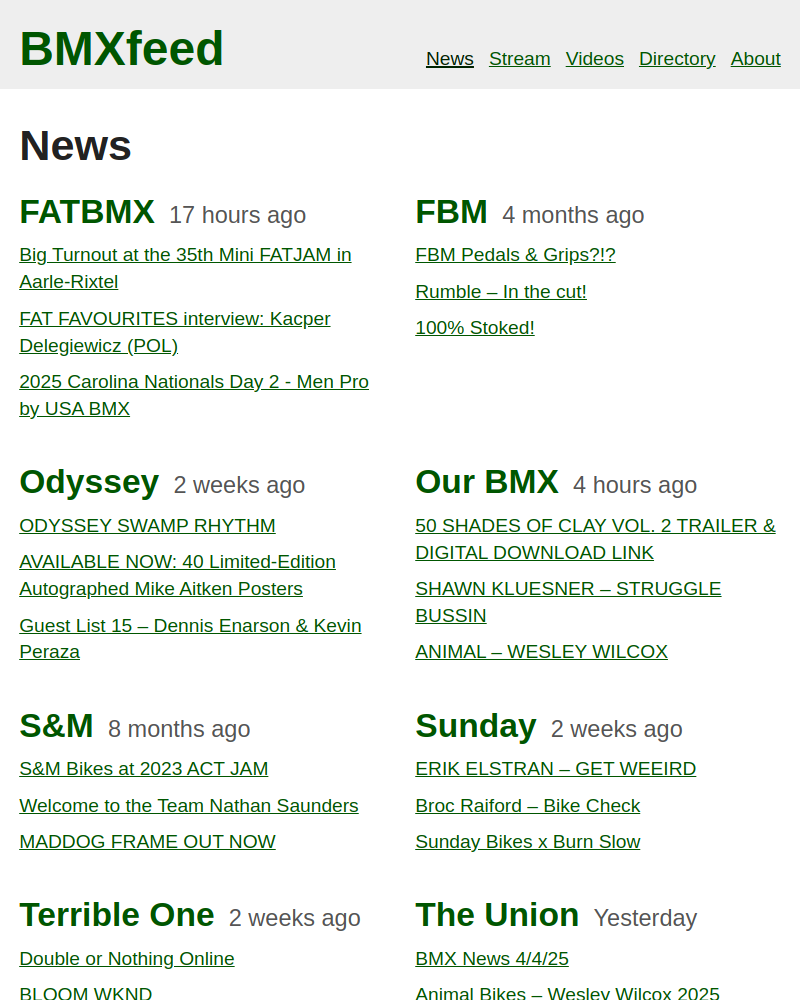 BMXfeed
News Stream Videos Directory About
News
FATBMX 17 hours ago
Big Turnout at the 35th Mini FATJAM in
Aarle-Rixtel
FAT FAVOURITES interview: Kacper
Delegiewicz (POL)
2025 Carolina Nationals Day 2 - Men Pro
by USA BMX
FBM 4 months ago
FBM Pedals & Grips?!?
Rumble – In the cut!
100% Stoked!
Odyssey 2 weeks ago
ODYSSEY SWAMP RHYTHM
AVAILABLE NOW: 40 Limited-Edition
Autographed Mike Aitken Posters
Guest List 15 – Dennis Enarson & Kevin
Peraza
Our BMX 4 hours ago
50 SHADES OF CLAY VOL. 2 TRAILER &
DIGITAL DOWNLOAD LINK
SHAWN KLUESNER – STRUGGLE
BUSSIN
ANIMAL – WESLEY WILCOX
S&M 8 months ago
S&M Bikes at 2023 ACT JAM
Welcome to the Team Nathan Saunders
MADDOG FRAME OUT NOW
Sunday 2 weeks ago
ERIK ELSTRAN – GET WEEIRD
Broc Raiford – Bike Check
Sunday Bikes x Burn Slow
Terrible One 2 weeks ago
Double or Nothing Online
BLOOM WKND
The Union Yesterday
BMX News 4/4/25
Animal Bikes – Wesley Wilcox 2025